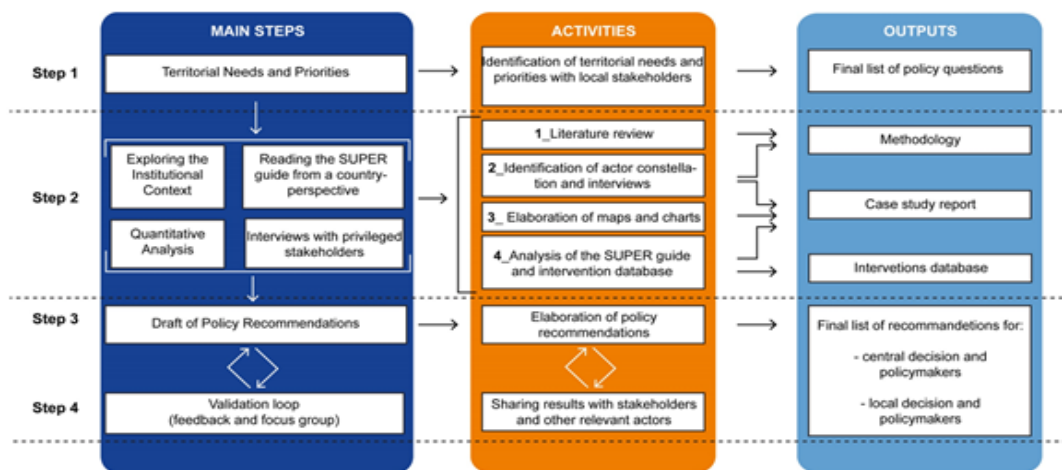 MAIN STEPS
ACTIVITIES
OUTPUTS
Step 1
Territorial Needs and Priorities
Identification of territorial needs and
priorities with local stakeholders
Final list of policy questions
Step 2
Exploring the
Institutional
Context
Reading the SUPER
guide from a country-
perspective
Quantitative
Analysis
Interviews with privileged
stakeholders
1_Literature review
2_Identification of actor constella-
tion and interviews
3_ Elaboration of maps and charts
4_Analysis of the SUPER guide
and intervention database
Methodology
Case study report
Intervetions database
Step 3
Draft of Policy Recommendations
Elaboration of policy
recommendations
Final list of recommandetions for:
- central decision and
policymakers
- local decision and
policymakers
Step 4
Validation loop
(feedback and focus group)
Sharing results with stakeholders
and other relevant actors